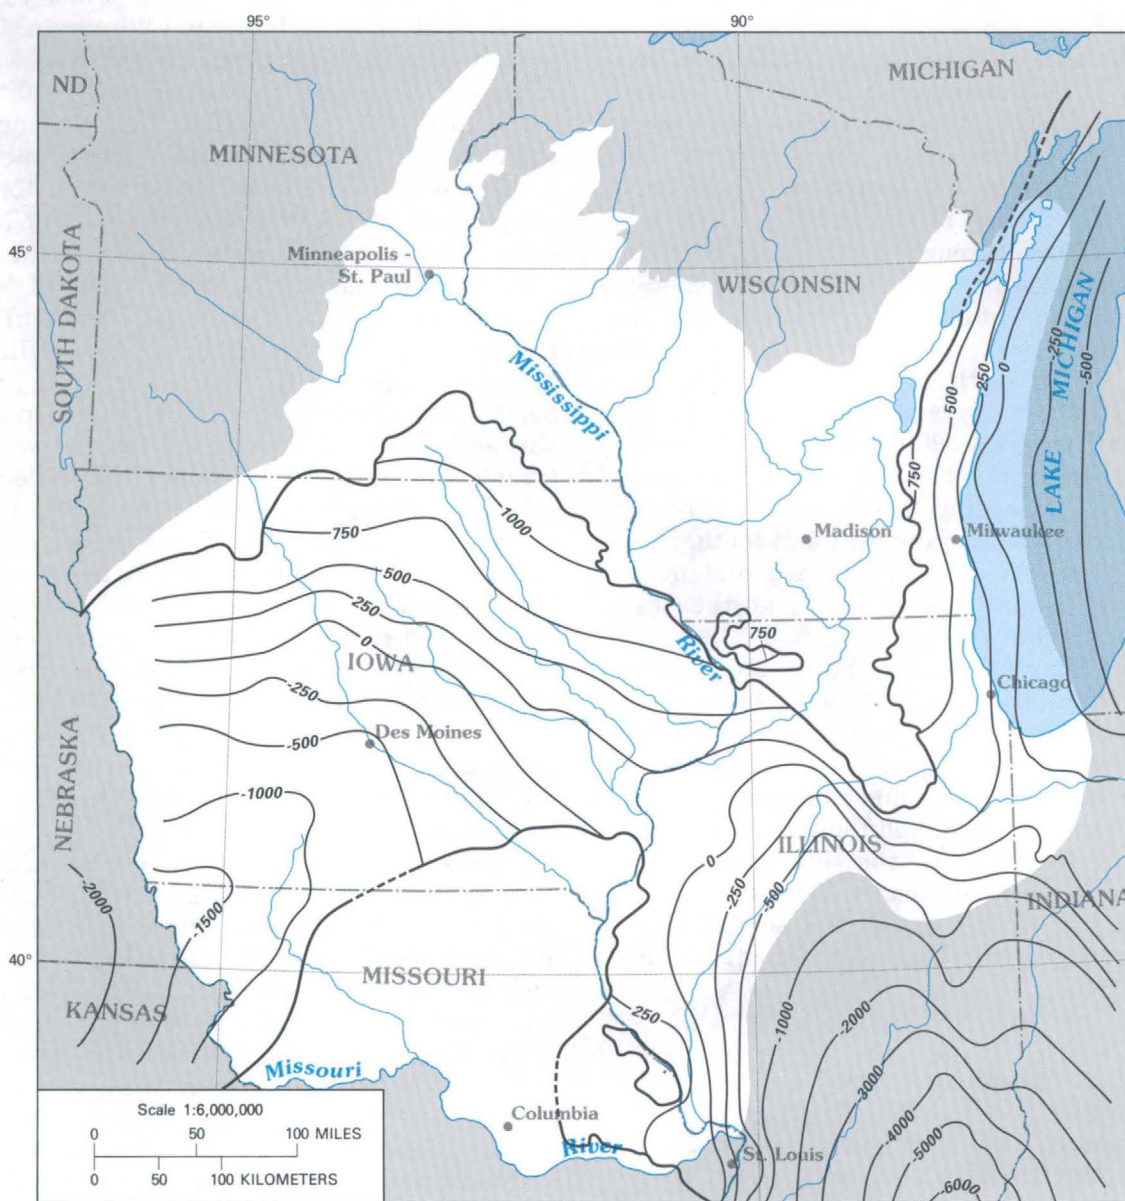 95°
90°
ND
MICHIGAN
MINNESOTA
45°
SOUTH DAKOTA
Minneapolis -
St. Paul
WISCONSIN
LAKE MICHIGAN
Mississippi
River
-250
-500
0
250
500
750
1000
750
Madison
Milwaukee
500
250
0
IOWA
750
-250
Chicago
-500
Des Moines
NEBRASKA
-1000
ILLINOIS
0
-250
-500
-2000
-1500
INDIANA
40°
MISSOURI
KANSAS
250
-1000
-2000
-3000
-4000
-5000
-6000
Missouri
River
Columbia
St. Louis
Scale 1:6,000,000
0 50 100 MILES
0 50 100 KILOMETERS